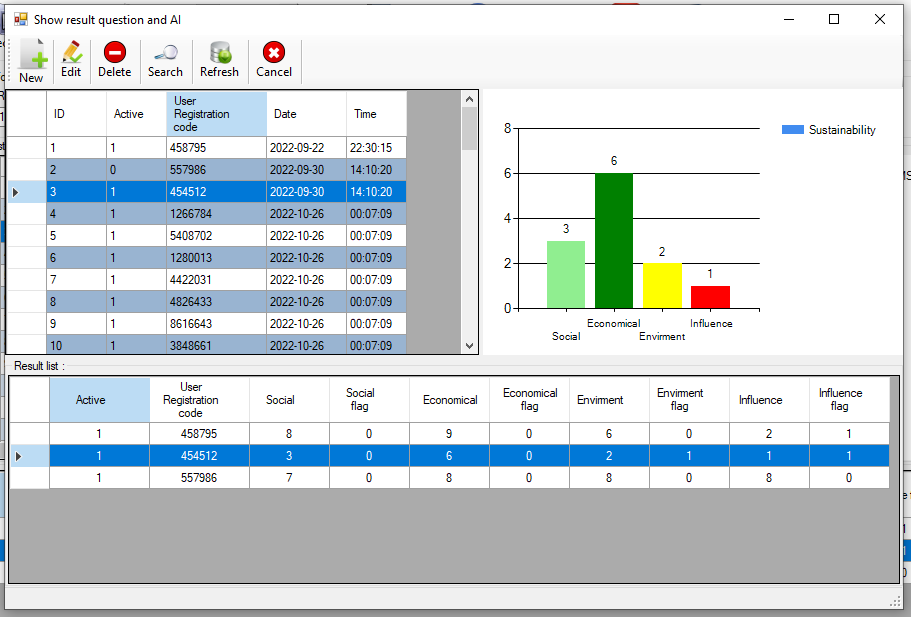 Show result question and AI
New Edit Delete Search Refresh Cancel
ID Active User Registration code Date Time
1 1 458795 2022-09-22 22:30:15
2 0 557986 2022-09-30 14:10:20
3 1 454512 2022-09-30 14:10:20
4 1 1266784 2022-10-26 00:07:09
5 1 5408702 2022-10-26 00:07:09
6 1 1280013 2022-10-26 00:07:09
7 1 4422031 2022-10-26 00:07:09
8 1 4826433 2022-10-26 00:07:09
9 1 8616643 2022-10-26 00:07:09
10 1 3848661 2022-10-26 00:07:09
Sustainability
8
6
4
2
0
3
6
2
1
Social
Economical
Envirment
Influence
Result list :
Active User Registration code Social Social flag Economical Economical flag Envirment Envirment flag Influence Influence flag
1 458795 8 0 9 0 6 0 2 1
1 454512 3 0 6 0 2 1 1 1
1 557986 7 0 8 0 8 0 8 0